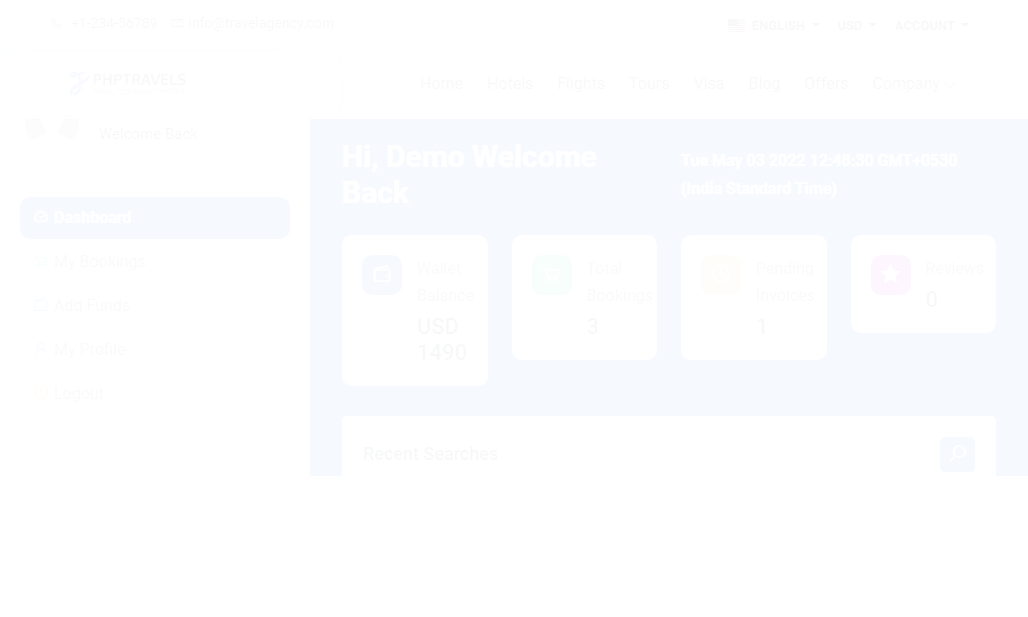 +1-234-56789 info@travelagency.com ENGLISH USD ACCOUNT
PHPTRAVELS Home Hotels Flights Tours Visa Blog Offers Company
Welcome Back
Hi, Demo Welcome
Back
Tue May 03 2022 12:48:30 GMT+0530
(India Standard Time)
Dashboard
My Bookings
Add Funds
My Profile
Logout
Wallet
Balance
USD
1490
Total
Bookings
3
Pending
Invoices
1
Reviews
0
Recent Searches